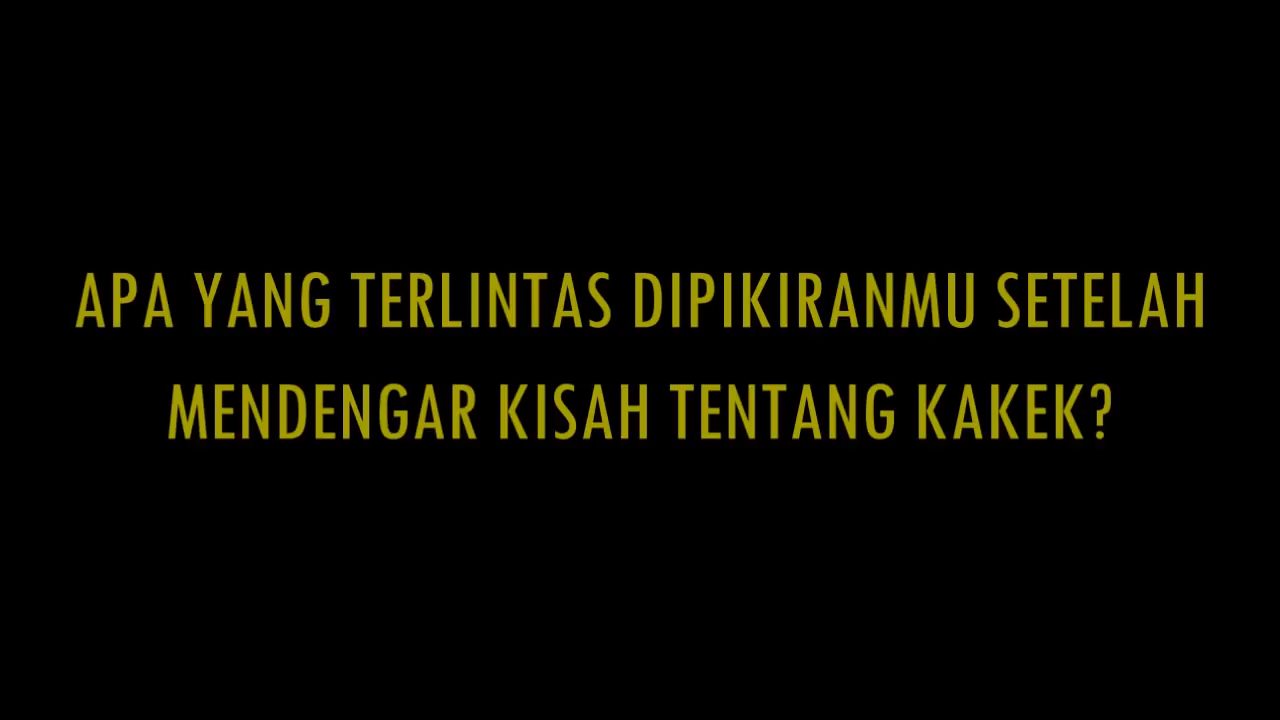 APA YANG TERLINTAS DIPIKIRANMU SETELAH
MENDENGAR KISAH TENTANG KAKEK?